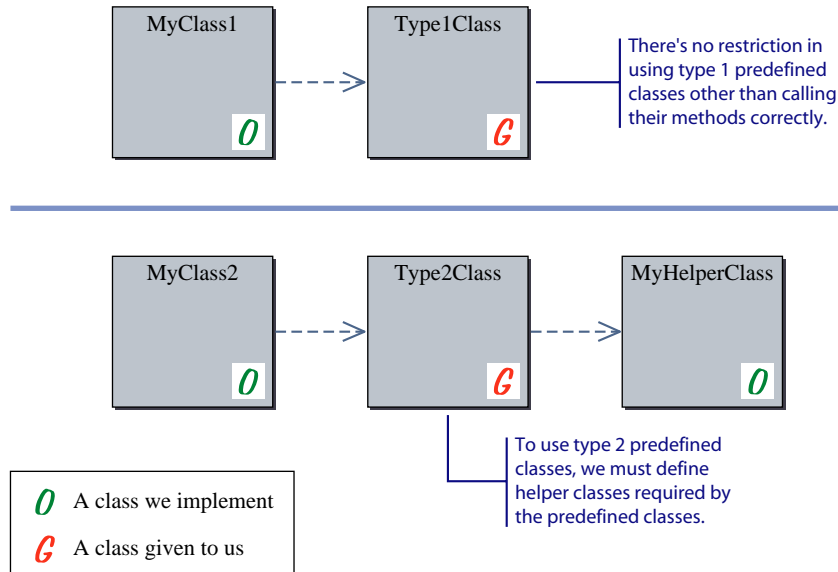 MyClass1
Type1Class
There's no restriction in
using type 1 predefined
classes other than calling
their methods correctly.
O
G
MyClass2
Type2Class
MyHelperClass
O
G
O
To use type 2 predefined
classes, we must define
helper classes required by
the predefined classes.
O A class we implement
G A class given to us